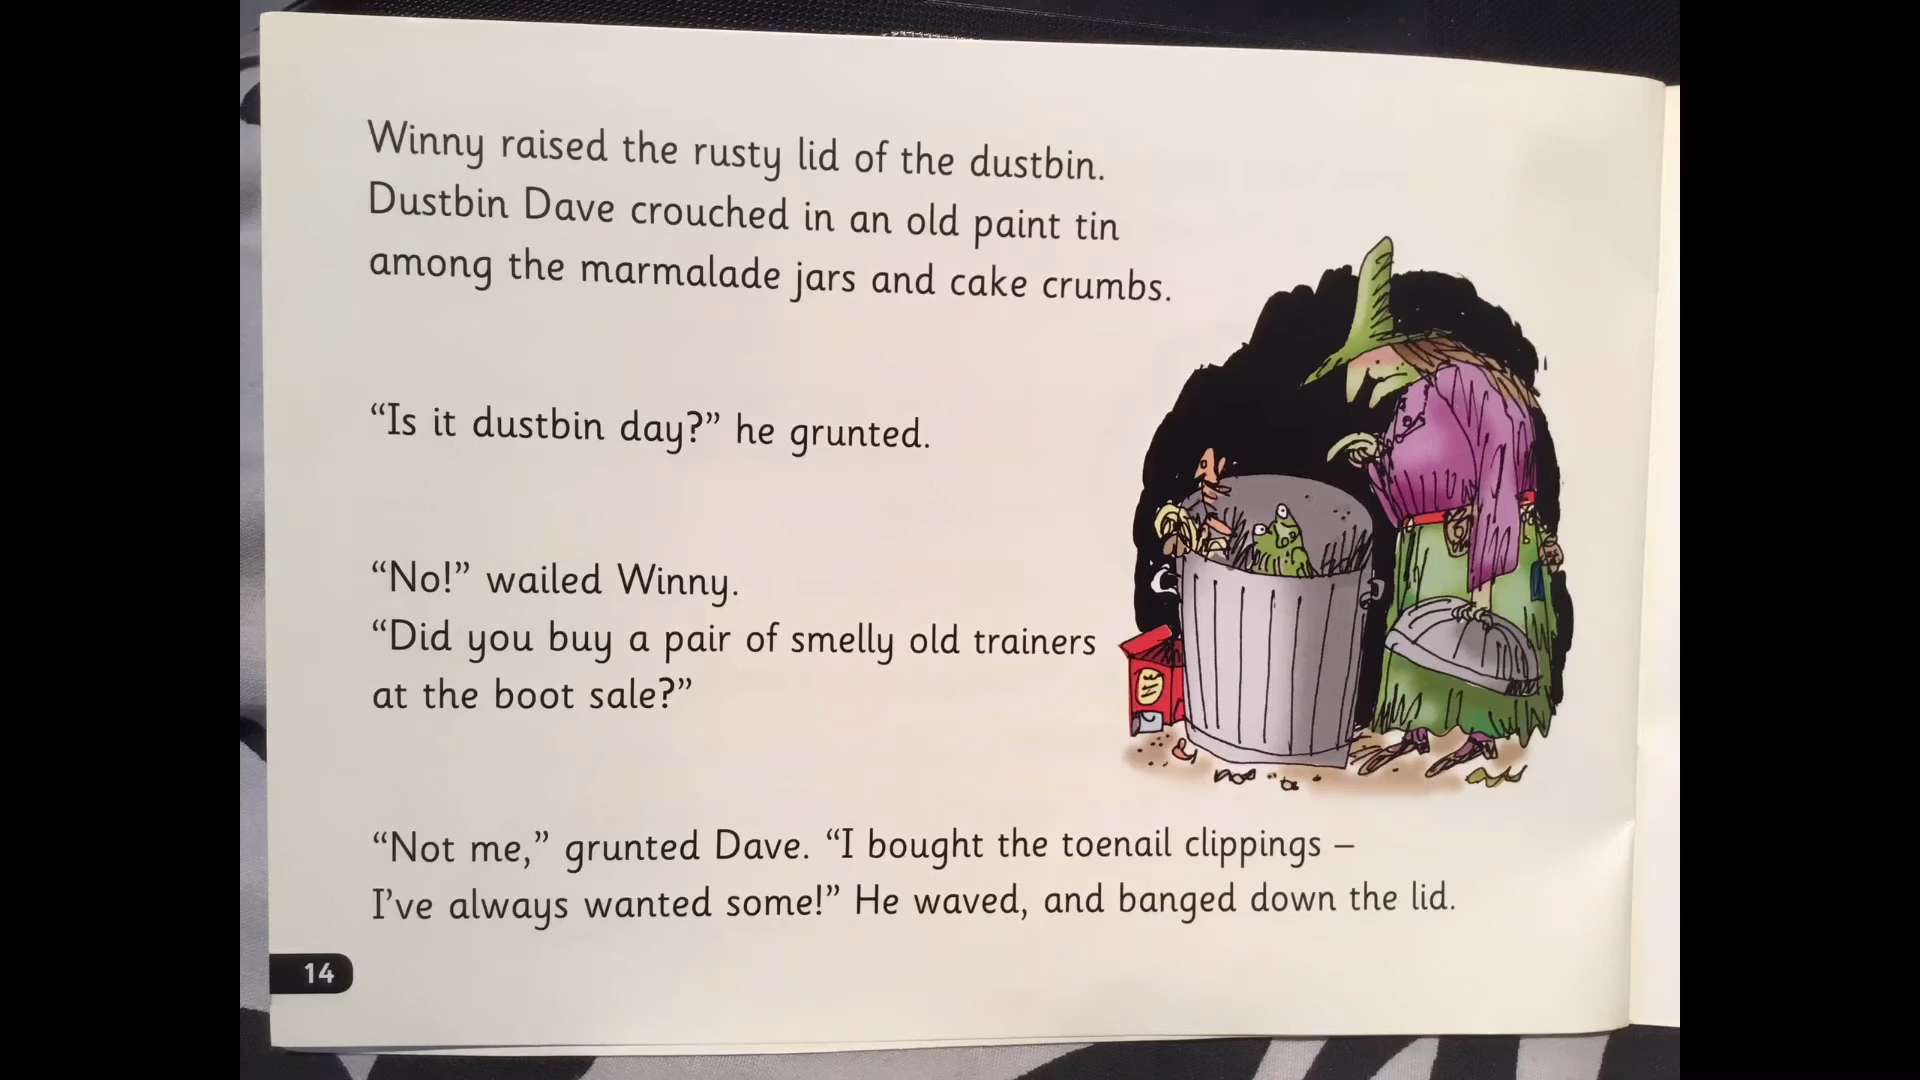 Winny raised the rusty lid of the dustbin.
Dustbin Dave crouched in an old paint tin
among the marmalade jars and cake crumbs.
“Is it dustbin day?” he grunted.
“No!” wailed Winny.
“Did you buy a pair of smelly old trainers
at the boot sale?”
“Not me,” grunted Dave. “I bought the toenail clippings –
I’ve always wanted some!” He waved, and banged down the lid.
14